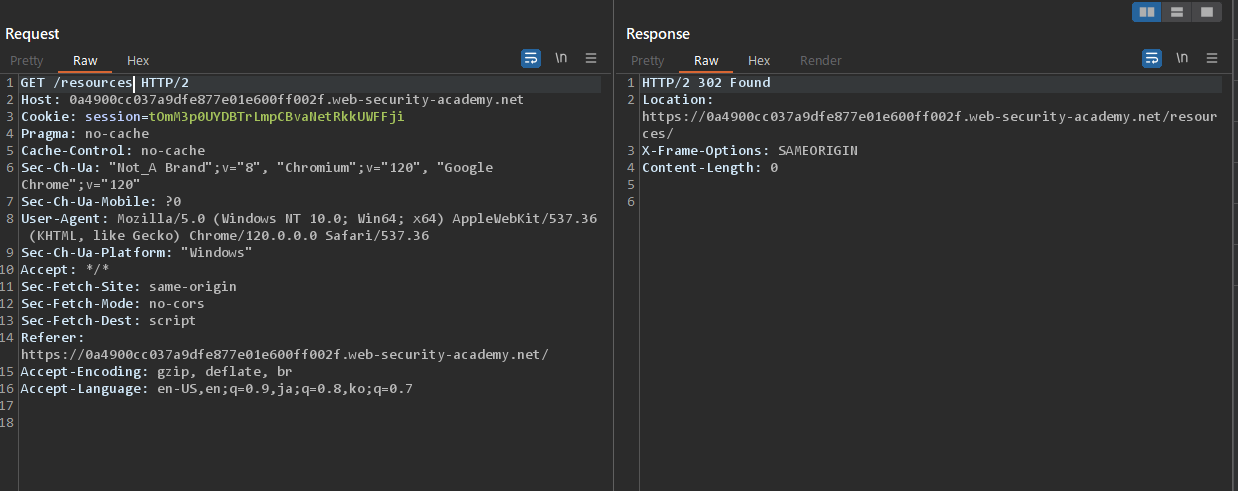 Request
Pretty Raw Hex
\n
1 GET /resources HTTP/2
2 Host: 0a4900cc037a9dfe877e01e600ff002f.web-security-academy.net
3 Cookie: session=tOmM3p0UYDBTrLmpCBvaNetRkkUWFFji
4 Pragma: no-cache
5 Cache-Control: no-cache
6 Sec-Ch-Ua: "Not_A Brand";v="8", "Chromium";v="120", "Google
Chrome";v="120"
7 Sec-Ch-Ua-Mobile: ?0
8 User-Agent: Mozilla/5.0 (Windows NT 10.0; Win64; x64) AppleWebKit/537.36
(KHTML, like Gecko) Chrome/120.0.0.0 Safari/537.36
9 Sec-Ch-Ua-Platform: "Windows"
10 Accept: */*
11 Sec-Fetch-Site: same-origin
12 Sec-Fetch-Mode: no-cors
13 Sec-Fetch-Dest: script
14 Referer:
https://0a4900cc037a9dfe877e01e600ff002f.web-security-academy.net/
15 Accept-Encoding: gzip, deflate, br
16 Accept-Language: en-US,en;q=0.9,ja;q=0.8,ko;q=0.7
17
18
Response
Pretty Raw Hex Render
\n
1 HTTP/2 302 Found
2 Location:
https://0a4900cc037a9dfe877e01e600ff002f.web-security-academy.net/resour
ces/
3 X-Frame-Options: SAMEORIGIN
4 Content-Length: 0
5
6